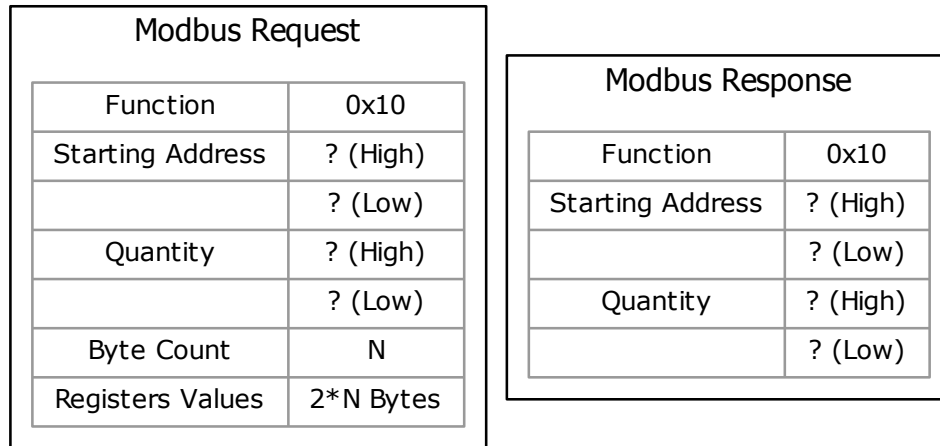 Modbus Request
Function 0x10
Starting Address ? (High)
? (Low)
Quantity ? (High)
? (Low)
Byte Count N
Registers Values 2*N Bytes
Modbus Response
Function 0x10
Starting Address ? (High)
? (Low)
Quantity ? (High)
? (Low)